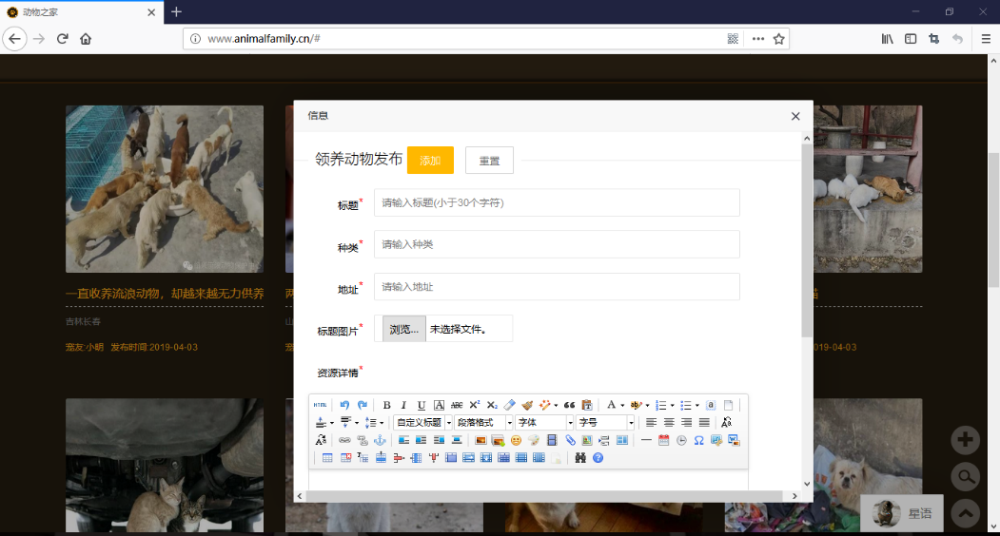 动物之家
www.animalfamily.cn/#
信息
领养动物发布 添加 重置
标题* 请输入标题(小于30个字符)
种类* 请输入种类
地址* 请输入地址
标题图片* 浏览... 未选择文件。
资源详情*
HTML B I U A ABC X² X₂
自定义标题 段落格式 字体 字号
一直收养流浪动物，却越来越无力供养
吉林长春
宠友:小明 发布时间:2019-04-03
019-04-03
星语